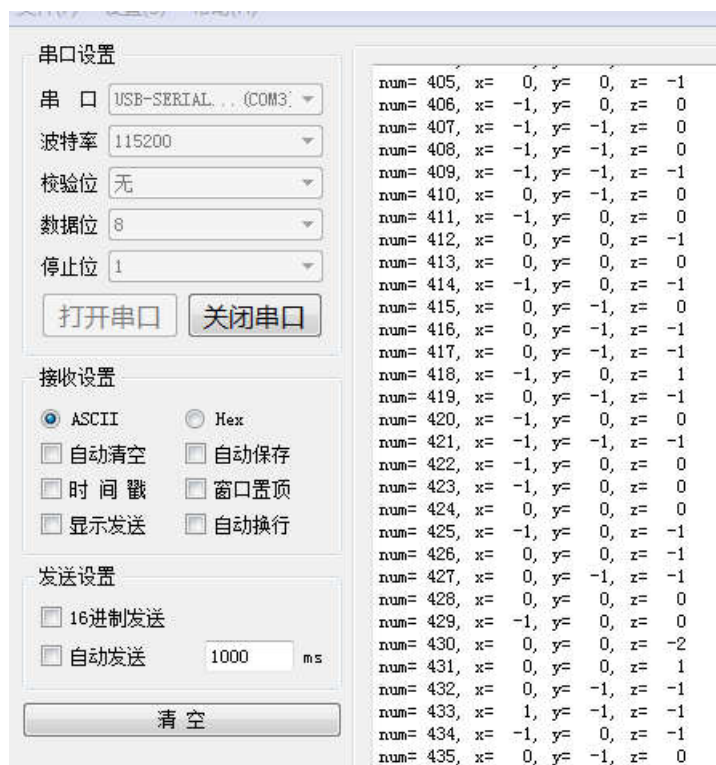 串口设置
串 口 USB-SERIAL... (COM3)
波特率 115200
校验位 无
数据位 8
停止位 1
打开串口 关闭串口
接收设置
ASCII Hex
自动清空 自动保存
时 间 戳 窗口置顶
显示发送 自动换行
发送设置
16进制发送
自动发送 1000 ms
清 空
num= 405, x= 0, y= 0, z= -1
num= 406, x= -1, y= 0, z= 0
num= 407, x= -1, y= -1, z= 0
num= 408, x= -1, y= -1, z= 0
num= 409, x= -1, y= -1, z= -1
num= 410, x= 0, y= -1, z= 0
num= 411, x= -1, y= 0, z= 0
num= 412, x= 0, y= 0, z= -1
num= 413, x= 0, y= 0, z= 0
num= 414, x= -1, y= 0, z= -1
num= 415, x= 0, y= -1, z= 0
num= 416, x= 0, y= -1, z= -1
num= 417, x= 0, y= -1, z= -1
num= 418, x= -1, y= 0, z= 1
num= 419, x= 0, y= -1, z= -1
num= 420, x= -1, y= 0, z= 0
num= 421, x= -1, y= -1, z= -1
num= 422, x= -1, y= 0, z= 0
num= 423, x= -1, y= 0, z= 0
num= 424, x= 0, y= 0, z= 0
num= 425, x= -1, y= 0, z= -1
num= 426, x= 0, y= 0, z= -1
num= 427, x= 0, y= -1, z= -1
num= 428, x= 0, y= 0, z= 0
num= 429, x= -1, y= 0, z= 0
num= 430, x= 0, y= 0, z= -2
num= 431, x= 0, y= 0, z= 1
num= 432, x= 0, y= -1, z= -1
num= 433, x= 1, y= -1, z= -1
num= 434, x= -1, y= 0, z= -1
num= 435, x= 0, y= -1, z= 0